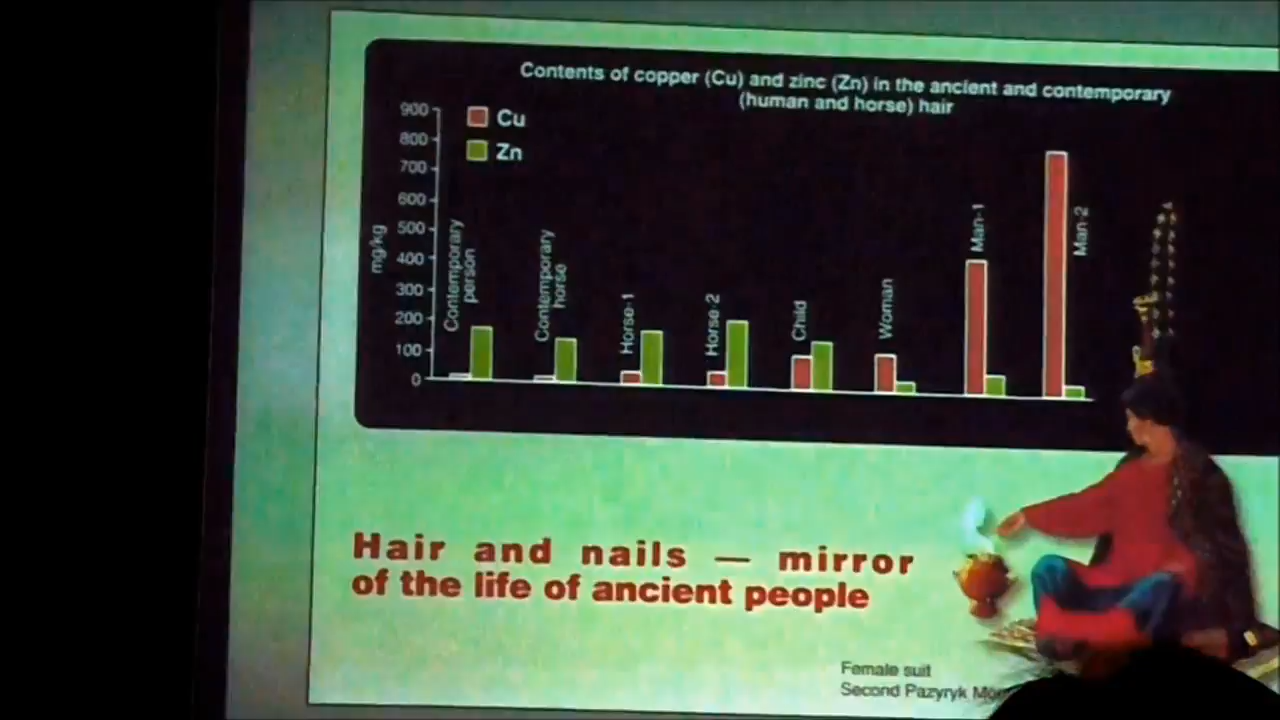 Contents of copper (Cu) and zinc (Zn) in the ancient and contemporary
(human and horse) hair
Cu
Zn
mg/kg
900
800
700
600
500
400
300
200
100
0
Contemporary
person
Contemporary
horse
Horse-1
Horse-2
Child
Woman
Man-1
Man-2
Hair and nails — mirror
of the life of ancient people
Female suit
Second Pazyryk